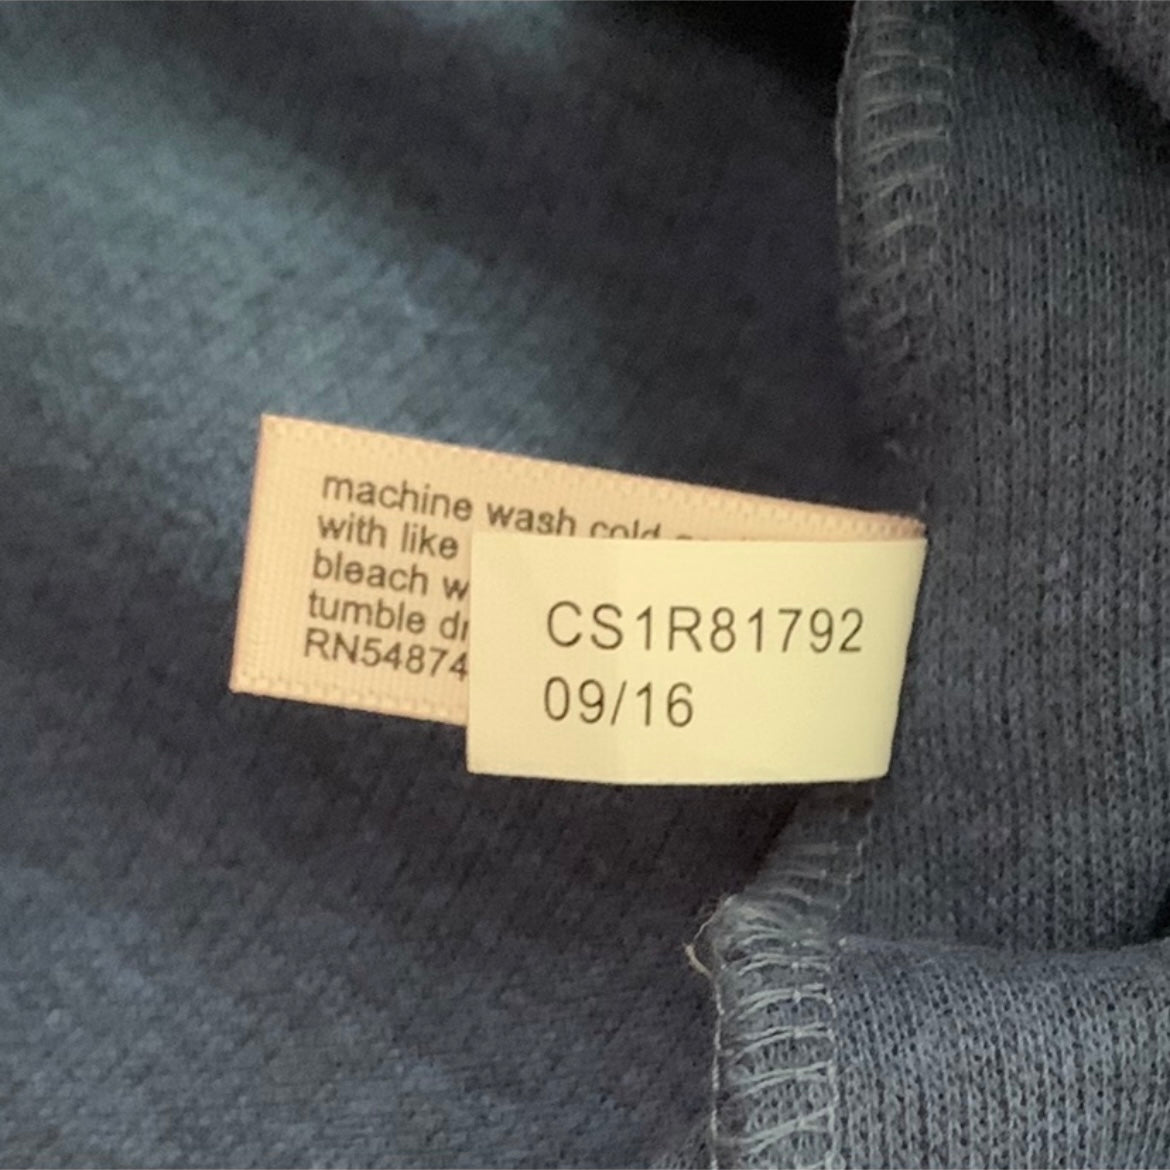 machine wash cold
with like
bleach w
tumble dr
RN54874
CS1R81792
09/16